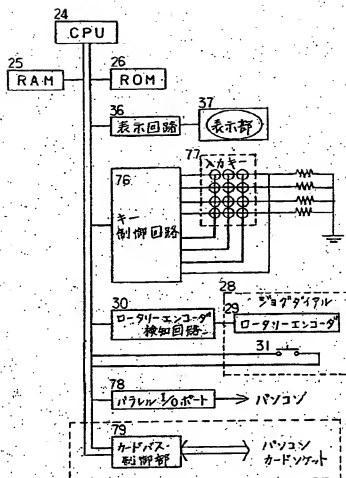 24
CPU
25
RAM
26
ROM
36
表示回路
37
表示部
77
入力キー
76
キー
制御回路
28
ジョグダイアル
30
ロータリーエンコーダ
検知回路
29
ロータリーエンコーダ
31
78
パラレルI/Oポート
パソコン
79
カードバス
制御部
パソコン
カードソケット